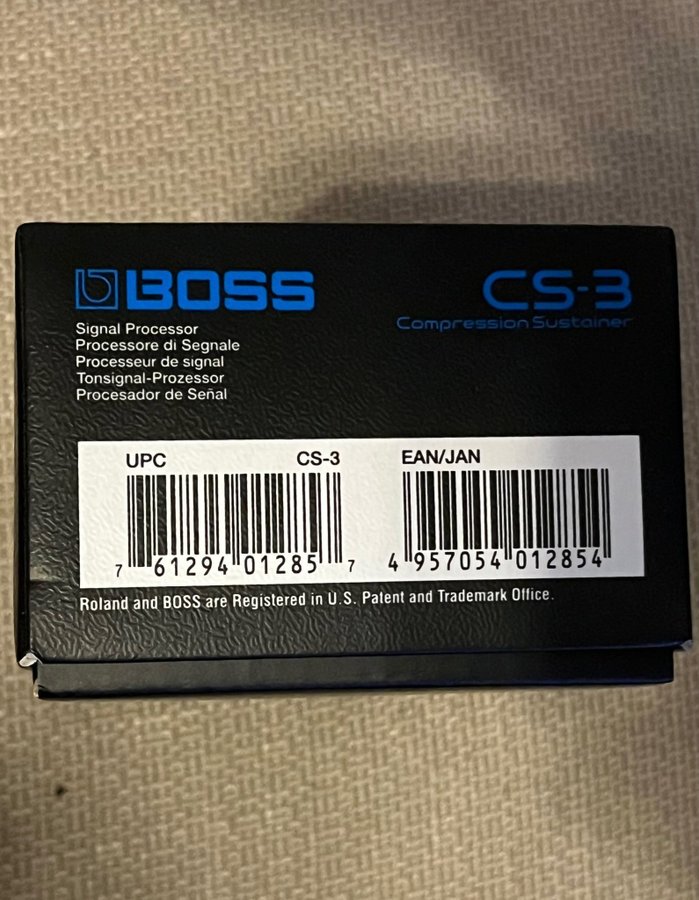 BOSS
CS-3
Compression Sustainer
Signal Processor
Processore di Segnale
Processeur de signal
Tonsignal-Prozessor
Procesador de Señal
UPC CS-3
7 61294 01285 7
EAN/JAN
4 957054 012854
Roland and BOSS are Registered in U.S. Patent and Trademark Office.